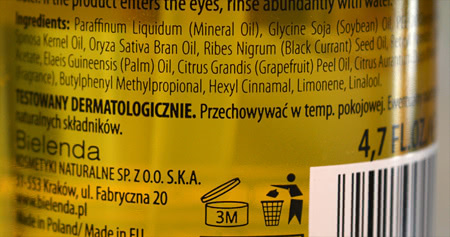 the product enters the eyes, rinse abundantly with water.
Ingredients: Paraffinum Liquidum (Mineral Oil), Glycine Soja (Soybean) Oil
Spinosa Kernel Oil, Oryza Sativa Bran Oil, Ribes Nigrum (Black Currant) Seed Oil,
Acetate, Elaeis Guineensis (Palm) Oil, Citrus Grandis (Grapefruit) Peel Oil, Citrus
(Fragrance), Butylphenyl Methylpropional, Hexyl Cinnamal, Limonene, Linalool.
TESTOWANY DERMATOLOGICZNIE. Przechowywać w temp. pokojowej.
naturalnych składników.
4,7 FL.OZ
Bielenda
KOSMETYKI NATURALNE SP. Z O.O. S.K.A.
31-553 Kraków, ul. Fabryczna 20
www.bielenda.pl
Made in Poland/ Made in EU
3M